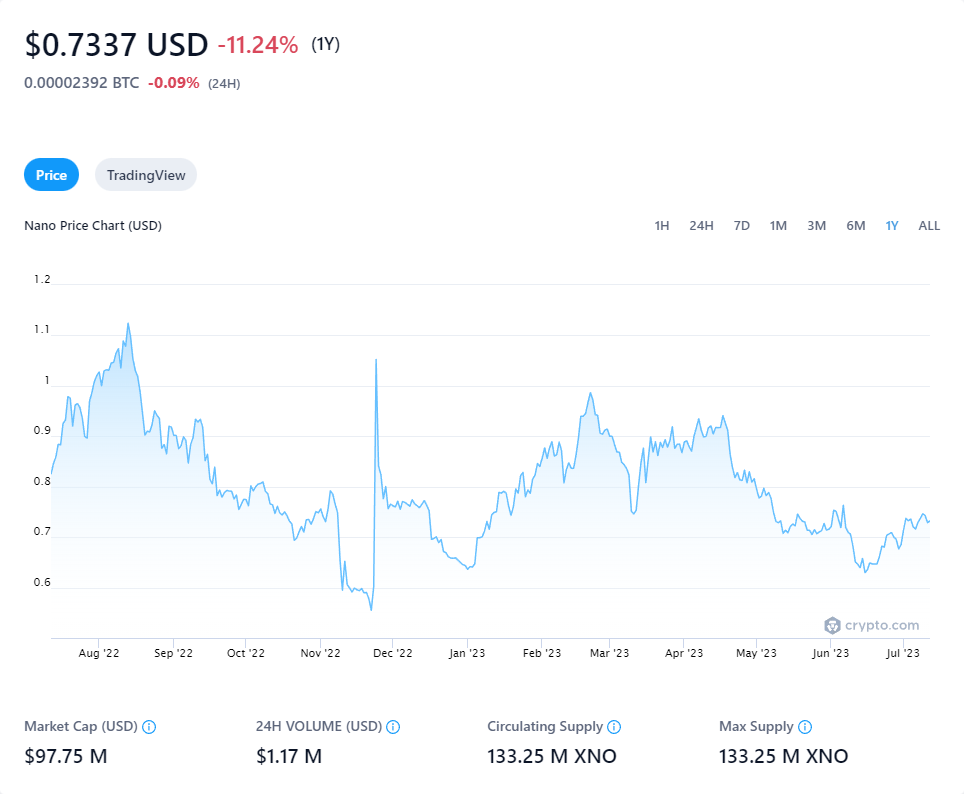 $0.7337 USD -11.24% (1Y)
0.00002392 BTC -0.09% (24H)
Price TradingView
Nano Price Chart (USD) 1H 24H 7D 1M 3M 6M 1Y ALL
1.2
1.1
1
0.9
0.8
0.7
0.6
crypto.com
Aug '22 Sep '22 Oct '22 Nov '22 Dec '22 Jan '23 Feb '23 Mar '23 Apr '23 May '23 Jun '23 Jul '23
Market Cap (USD) 24H VOLUME (USD) Circulating Supply Max Supply
$97.75 M $1.17 M 133.25 M XNO 133.25 M XNO